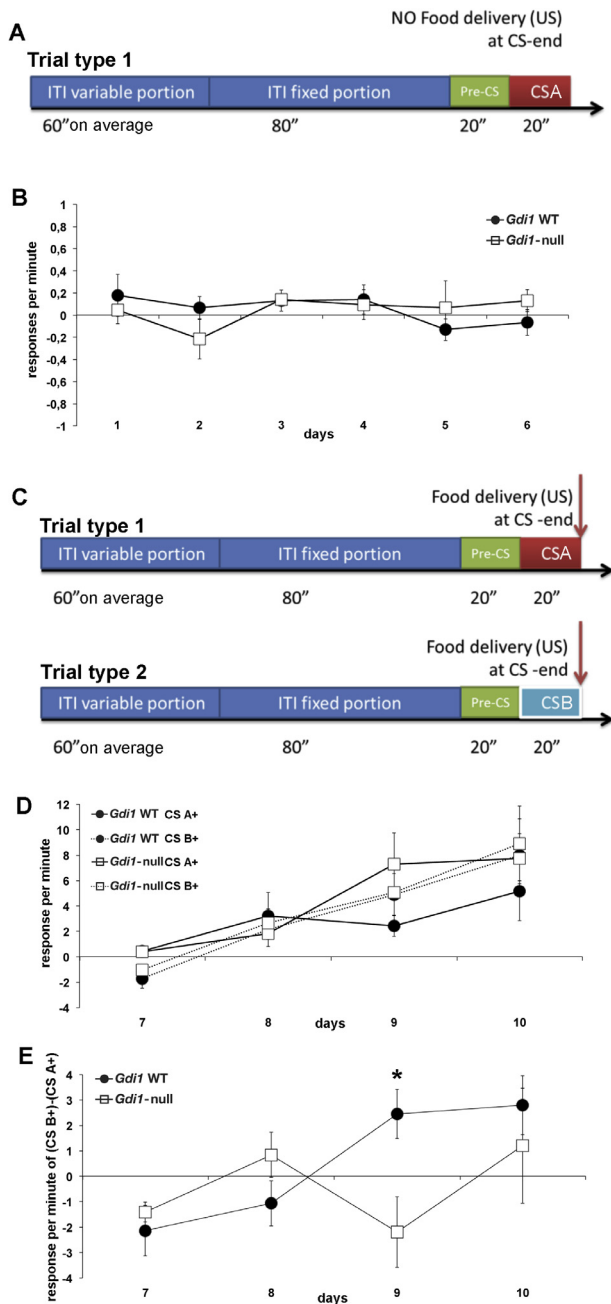 A
NO Food delivery (US)
at CS-end
Trial type 1
ITI variable portion ITI fixed portion Pre-CS CSA
60”on average 80” 20” 20”
B
responses per minute
1
0,8
0,6
0,4
0,2
0
-0,2
-0,4
-0,6
-0,8
-1
Gdi1 WT
Gdi1-null
1 2 3 4 5 6
days
C
Food delivery (US)
at CS -end
Trial type 1
ITI variable portion ITI fixed portion Pre-CS CSA
60”on average 80” 20” 20”
Food delivery (US)
at CS -end
Trial type 2
ITI variable portion ITI fixed portion Pre-CS CSB
60”on average 80” 20” 20”
D
response per minute
12
10
8
6
4
2
0
-2
-4
Gdi1 WT CS A+
Gdi1 WT CS B+
Gdi1-null CS A+
Gdi1-null CS B+
7 8 9 10
days
E
response per minute of (CS B+)-(CS A+)
4
3
2
1
0
-1
-2
-3
-4
Gdi1 WT
Gdi1-null
*
7 8 9 10
days